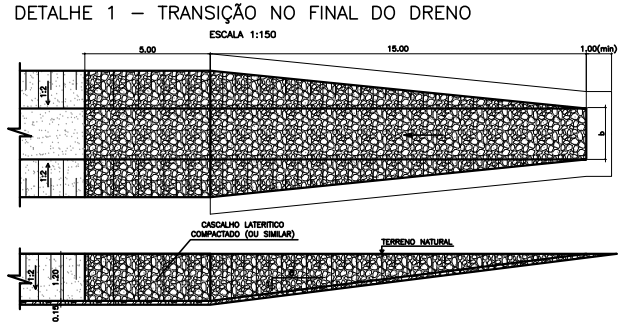 DETALHE 1 – TRANSIÇÃO NO FINAL DO DRENO
ESCALA 1:150
5.00
15.00
1.00(min)
1:2
b
1:2
CASCALHO LATERITICO
COMPACTADO (OU SIMILAR)
TERRENO NATURAL
1:2
1.20
0.15